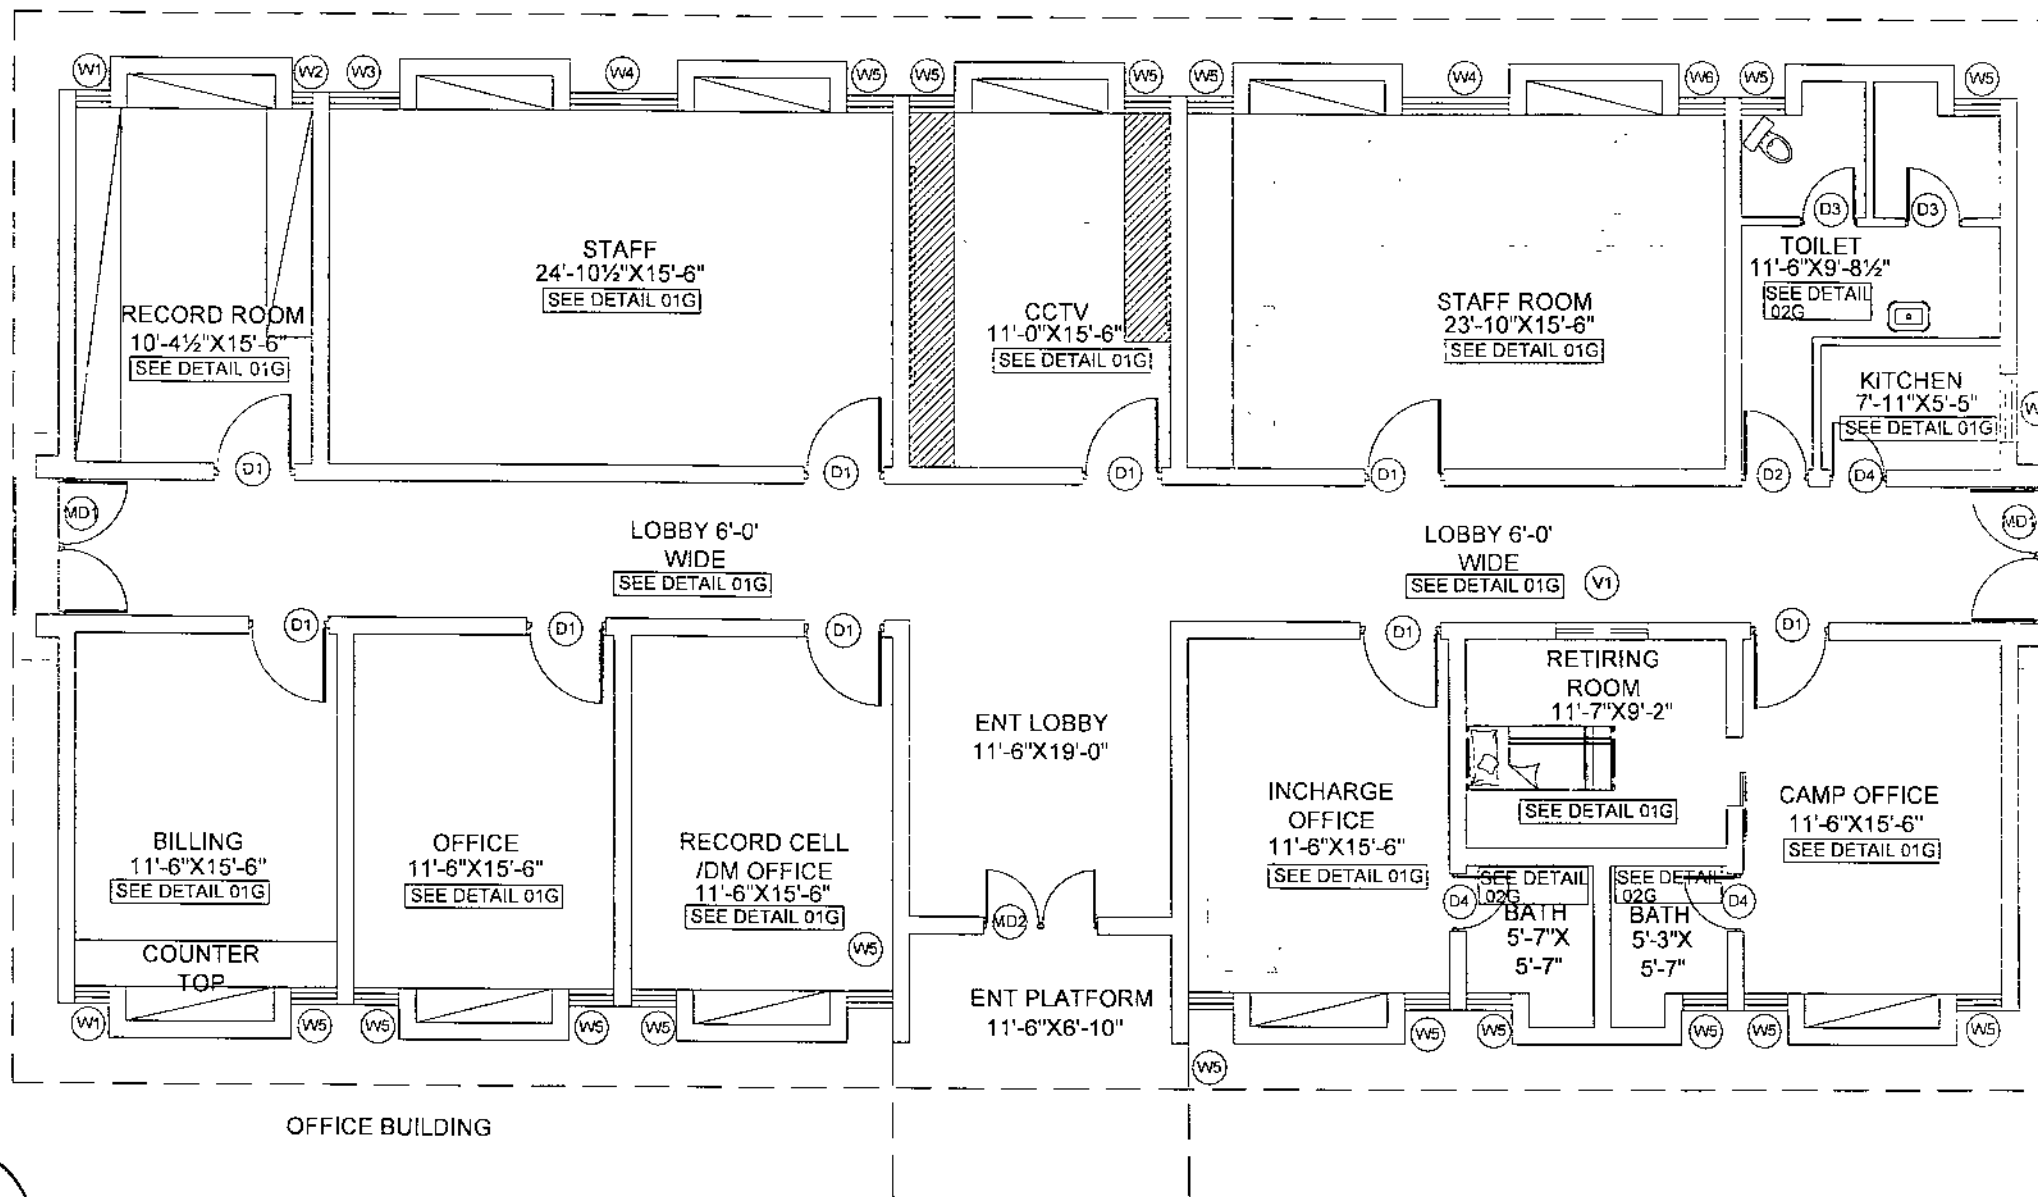 W1
W2
W3
W4
W5
W5
W5
W5
W4
W6
W5
W5
STAFF
24'-10½"X15'-6"
SEE DETAIL 01G
RECORD ROOM
10'-4½"X15'-6"
SEE DETAIL 01G
CCTV
11'-0"X15'-6"
SEE DETAIL 01G
STAFF ROOM
23'-10"X15'-6"
SEE DETAIL 01G
D3
D3
TOILET
11'-6"X9'-8½"
SEE DETAIL
02G
KITCHEN
7'-11"X5'-5"
SEE DETAIL 01G
D1
D1
D1
D1
D2
D4
MD1
LOBBY 6'-0'
WIDE
SEE DETAIL 01G
LOBBY 6'-0'
WIDE
SEE DETAIL 01G
V1
MD1
D1
D1
D1
D1
D1
RETIRING
ROOM
11'-7"X9'-2"
SEE DETAIL 01G
ENT LOBBY
11'-6"X19'-0"
BILLING
11'-6"X15'-6"
SEE DETAIL 01G
OFFICE
11'-6"X15'-6"
SEE DETAIL 01G
RECORD CELL
/DM OFFICE
11'-6"X15'-6"
SEE DETAIL 01G
INCHARGE
OFFICE
11'-6"X15'-6"
SEE DETAIL 01G
CAMP OFFICE
11'-6"X15'-6"
SEE DETAIL 01G
D4
SEE DETAIL
02G
BATH
5'-7"X
5'-7"
SEE DETAIL
02G
BATH
5'-3"X
5'-7"
D4
MD2
W5
COUNTER
TOP
ENT PLATFORM
11'-6"X6'-10"
W1
W5
W5
W5
W5
W5
W5
W5
W5
W5
W5
OFFICE BUILDING